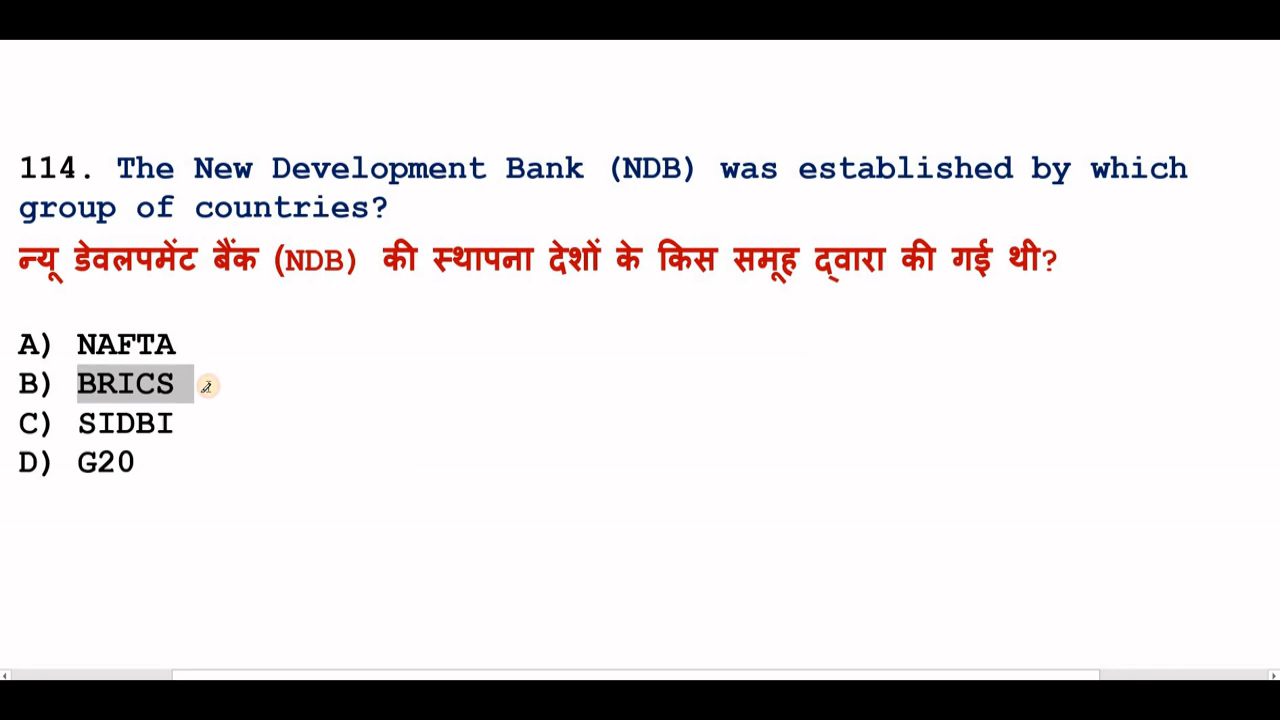 114. The New Development Bank (NDB) was established by which
group of countries?
न्यू डेवलपमेंट बैंक (NDB) की स्थापना देशों के किस समूह द्वारा की गई थी?
A) NAFTA
B) BRICS
C) SIDBI
D) G20